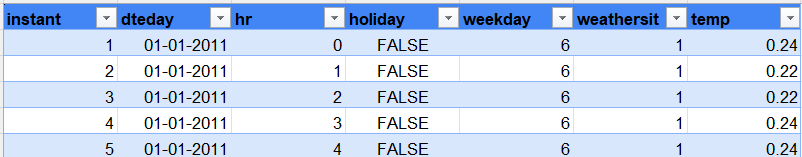 instant dteday hr holiday weekday weathersit temp
1 01-01-2011 0 FALSE 6 1 0.24
2 01-01-2011 1 FALSE 6 1 0.22
3 01-01-2011 2 FALSE 6 1 0.22
4 01-01-2011 3 FALSE 6 1 0.24
5 01-01-2011 4 FALSE 6 1 0.24